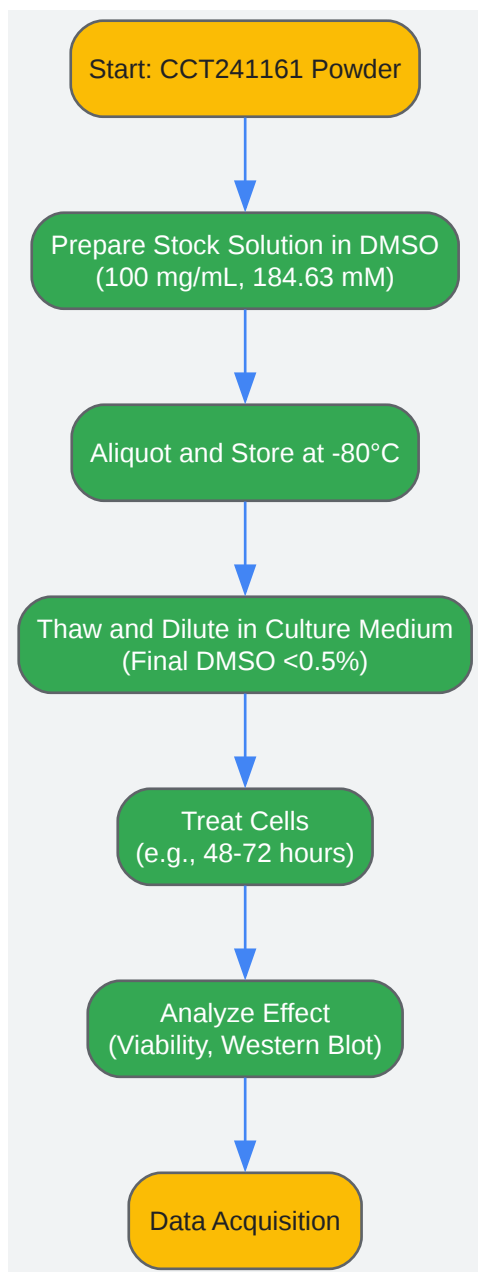 Start: CCT241161 Powder
Prepare Stock Solution in DMSO
(100 mg/mL, 184.63 mM)
Aliquot and Store at -80°C
Thaw and Dilute in Culture Medium
(Final DMSO <0.5%)
Treat Cells
(e.g., 48-72 hours)
Analyze Effect
(Viability, Western Blot)
Data Acquisition